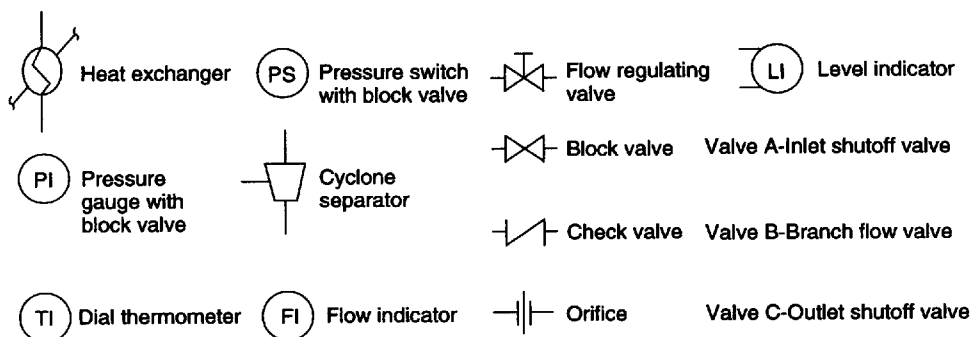 Heat exchanger
PS
Pressure switch
with block valve
Flow regulating
valve
LI
Level indicator
PI
Pressure
gauge with
block valve
Cyclone
separator
Block valve
Valve A-Inlet shutoff valve
Check valve
Valve B-Branch flow valve
TI
Dial thermometer
FI
Flow indicator
Orifice
Valve C-Outlet shutoff valve